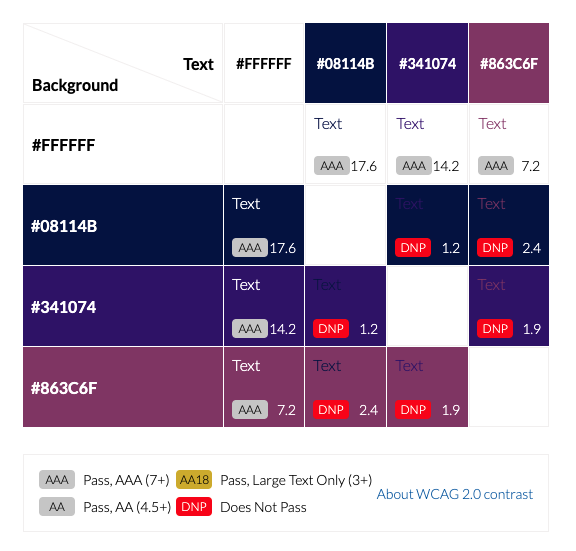 Text
Background
#FFFFFF #08114B #341074 #863C6F
#FFFFFF
Text Text Text
AAA 17.6 AAA 14.2 AAA 7.2
#08114B
Text Text Text
AAA 17.6 DNP 1.2 DNP 2.4
#341074
Text Text Text
AAA 14.2 DNP 1.2 DNP 1.9
#863C6F
Text Text Text
AAA 7.2 DNP 2.4 DNP 1.9
AAA Pass, AAA (7+) AA18 Pass, Large Text Only (3+)
AA Pass, AA (4.5+) DNP Does Not Pass
About WCAG 2.0 contrast